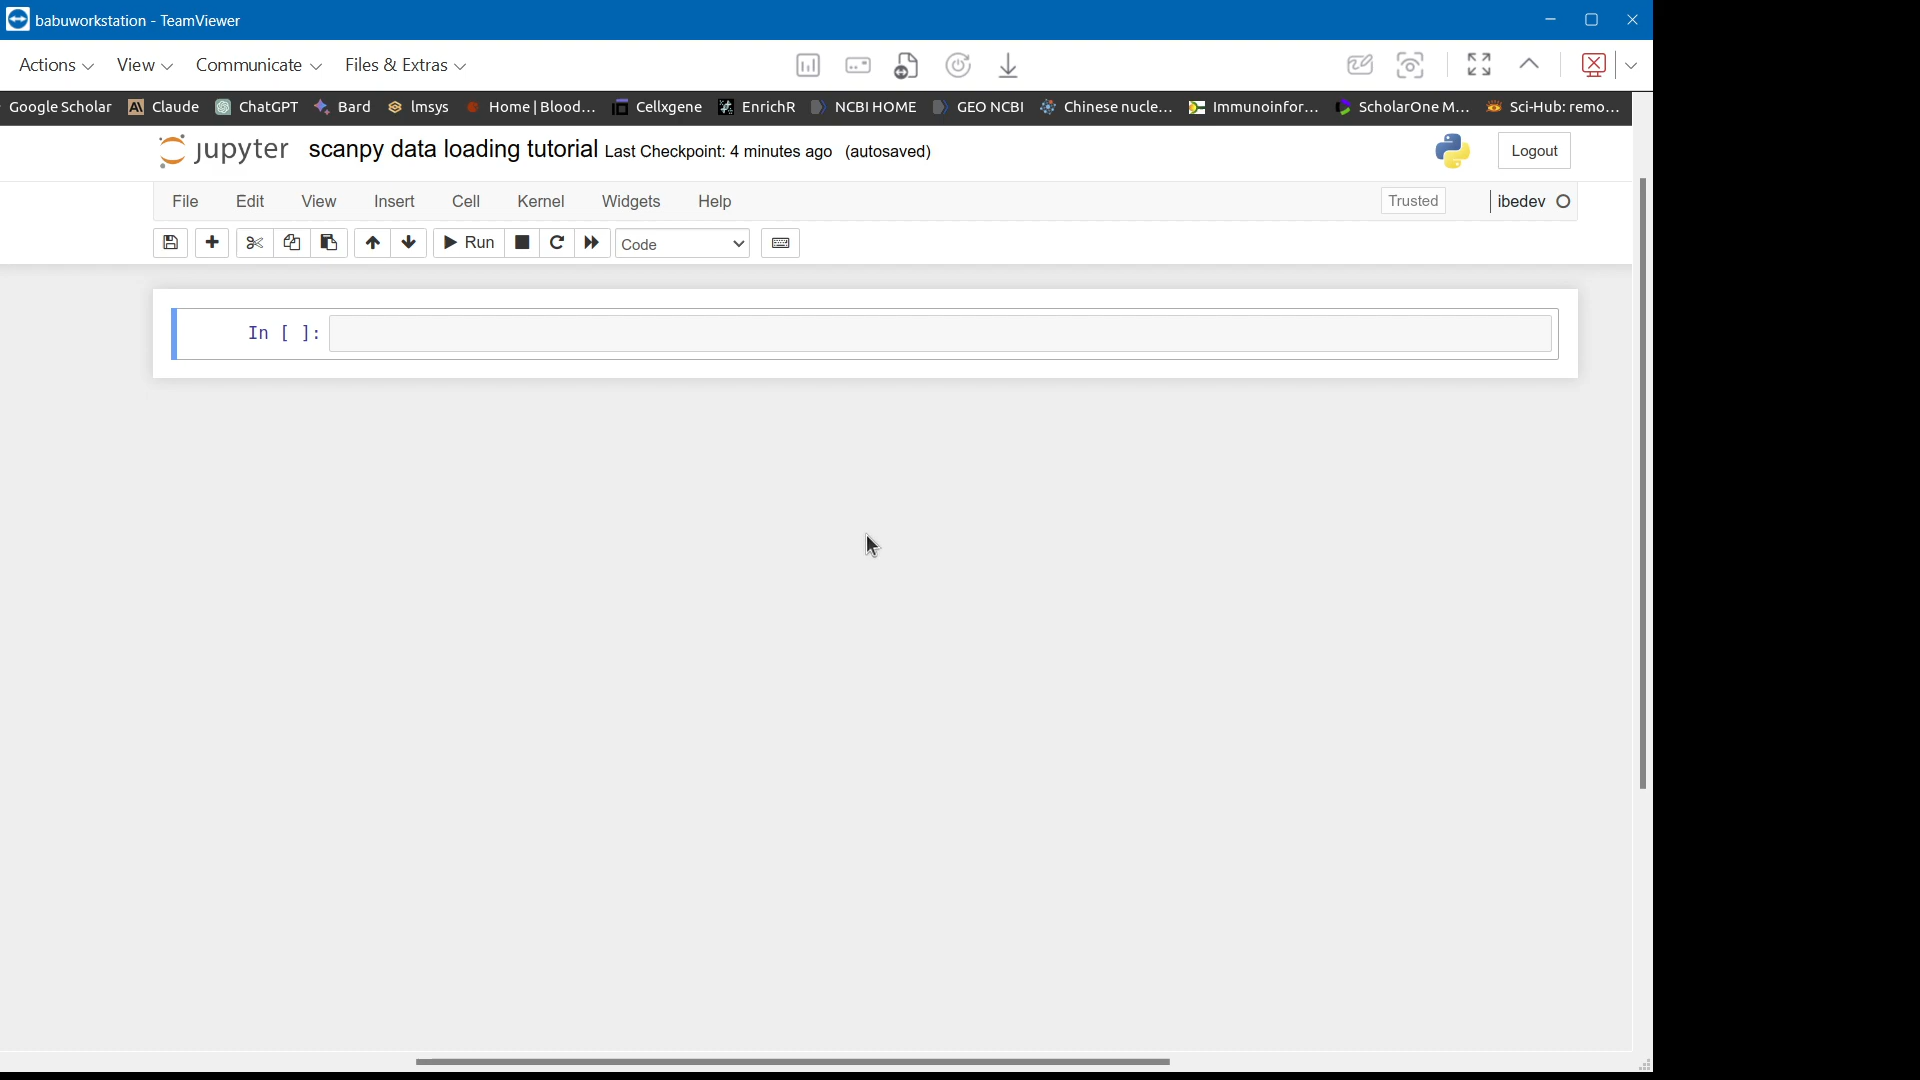 babuworkstation - TeamViewer
Actions View Communicate Files & Extras
Google Scholar Claude ChatGPT Bard lmsys Home | Blood... Cellxgene EnrichR NCBI HOME GEO NCBI Chinese nucle... Immunoinfor... ScholarOne M... Sci-Hub: remo...
jupyter scanpy data loading tutorial Last Checkpoint: 4 minutes ago (autosaved) Logout
File Edit View Insert Cell Kernel Widgets Help Trusted ibedev
Run Code
In [ ]: